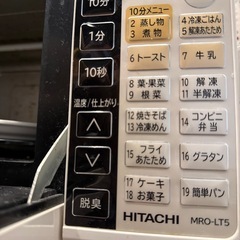 10分
1分
10秒
温度/仕上がり
脱臭
10分メニュー
2 蒸し物
3 煮物
4 冷凍ごはん
5 解凍あたため
6 トースト
7 牛乳
8 葉・果菜
9 根菜
10 解凍
11 半解凍
12 焼きそば
13 冷凍めん
14 コンビニ
弁当
15 フライ
あたため
16 グラタン
17 ケーキ
18 お菓子
19 簡単パン
HITACHI MRO-LT5